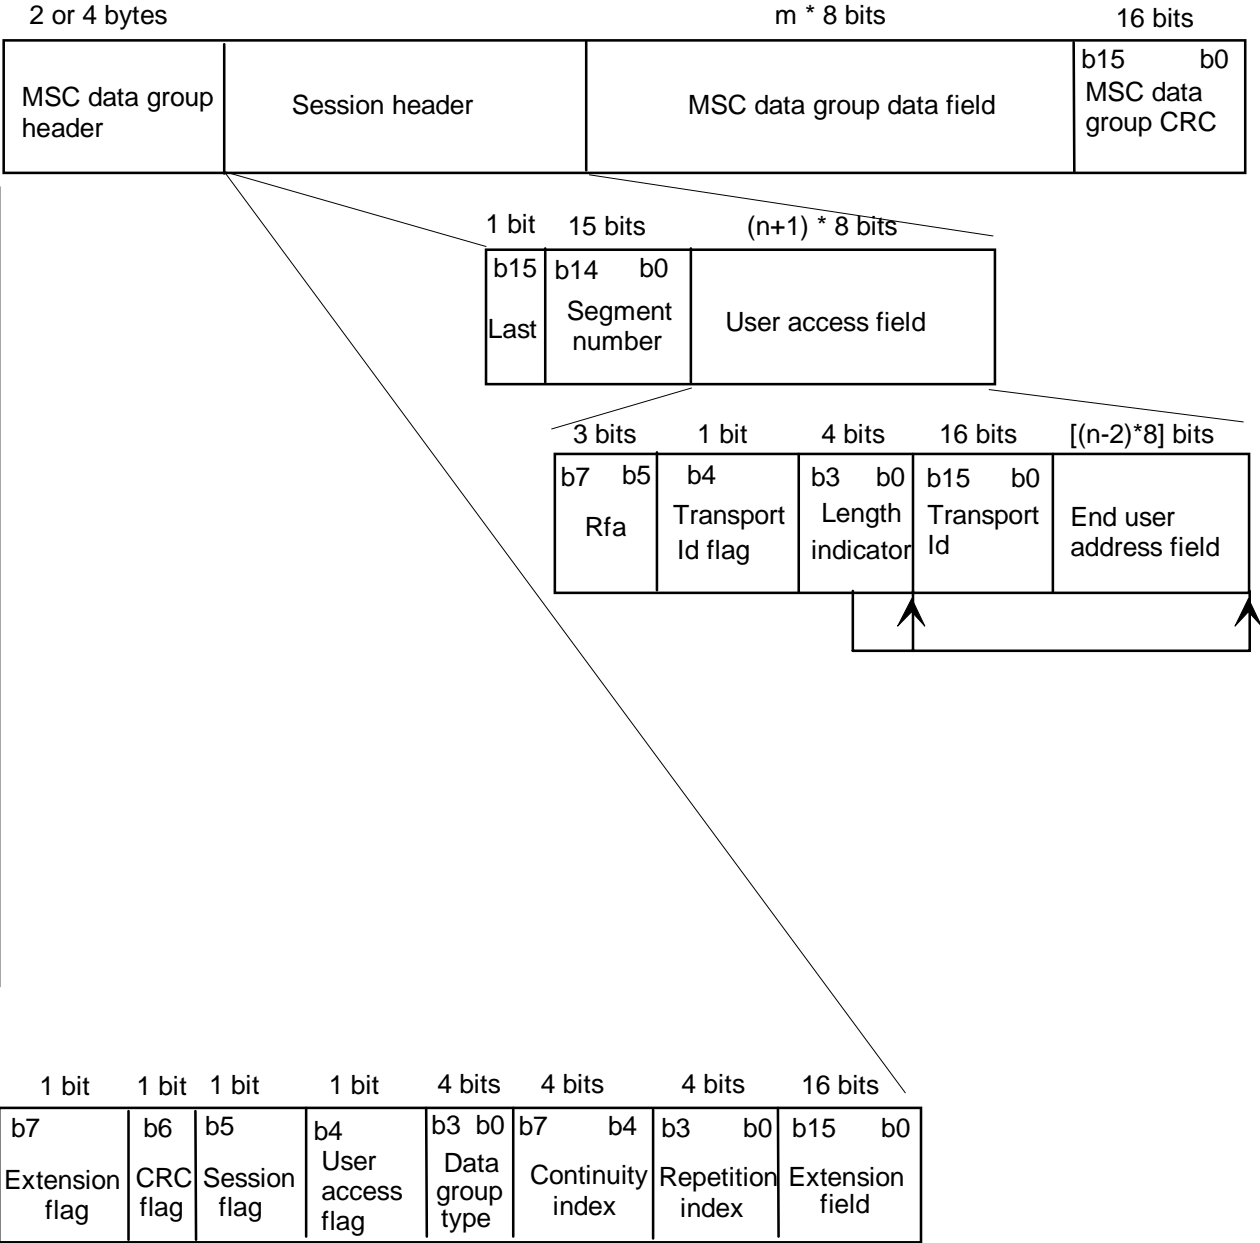 2 or 4 bytes
m * 8 bits
16 bits
MSC data group
header
Session header
MSC data group data field
b15 b0
MSC data
group CRC
1 bit
15 bits
(n+1) * 8 bits
b15
Last
b14 b0
Segment
number
User access field
3 bits
1 bit
4 bits
16 bits
[(n-2)*8] bits
b7 b5
Rfa
b4
Transport
Id flag
b3 b0
Length
indicator
b15 b0
Transport
Id
End user
address field
1 bit
1 bit
1 bit
1 bit
4 bits
4 bits
4 bits
16 bits
b7
Extension
flag
b6
CRC
flag
b5
Session
flag
b4
User
access
flag
b3 b0
Data
group
type
b7 b4
Continuity
index
b3 b0
Repetition
index
b15 b0
Extension
field